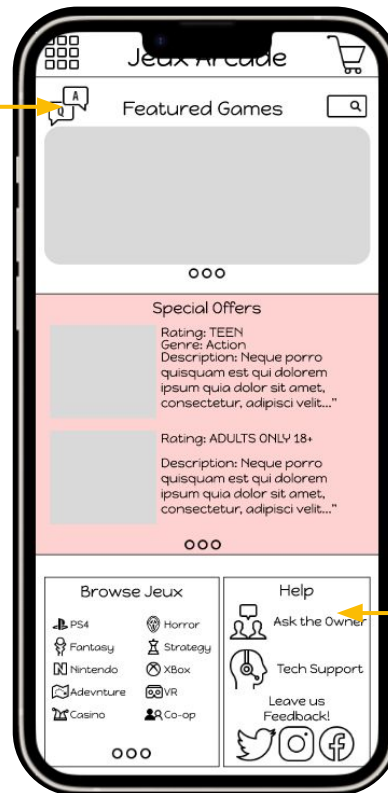 Jeux Arcade
A
Q
Featured Games
Special Offers
Rating: TEEN
Genre: Action
Description: Neque porro
quisquam est qui dolorem
ipsum quia dolor sit amet,
consectetur, adipisci velit..."
Rating: ADULTS ONLY 18+
Description: Neque porro
quisquam est qui dolorem
ipsum quia dolor sit amet,
consectetur, adipisci velit..."
Browse Jeux
PS4
Horror
Fantasy
Strategy
Nintendo
XBox
Adevnture
VR
Casino
Co-op
Help
Ask the Owner
Tech Support
Leave us
Feedback!